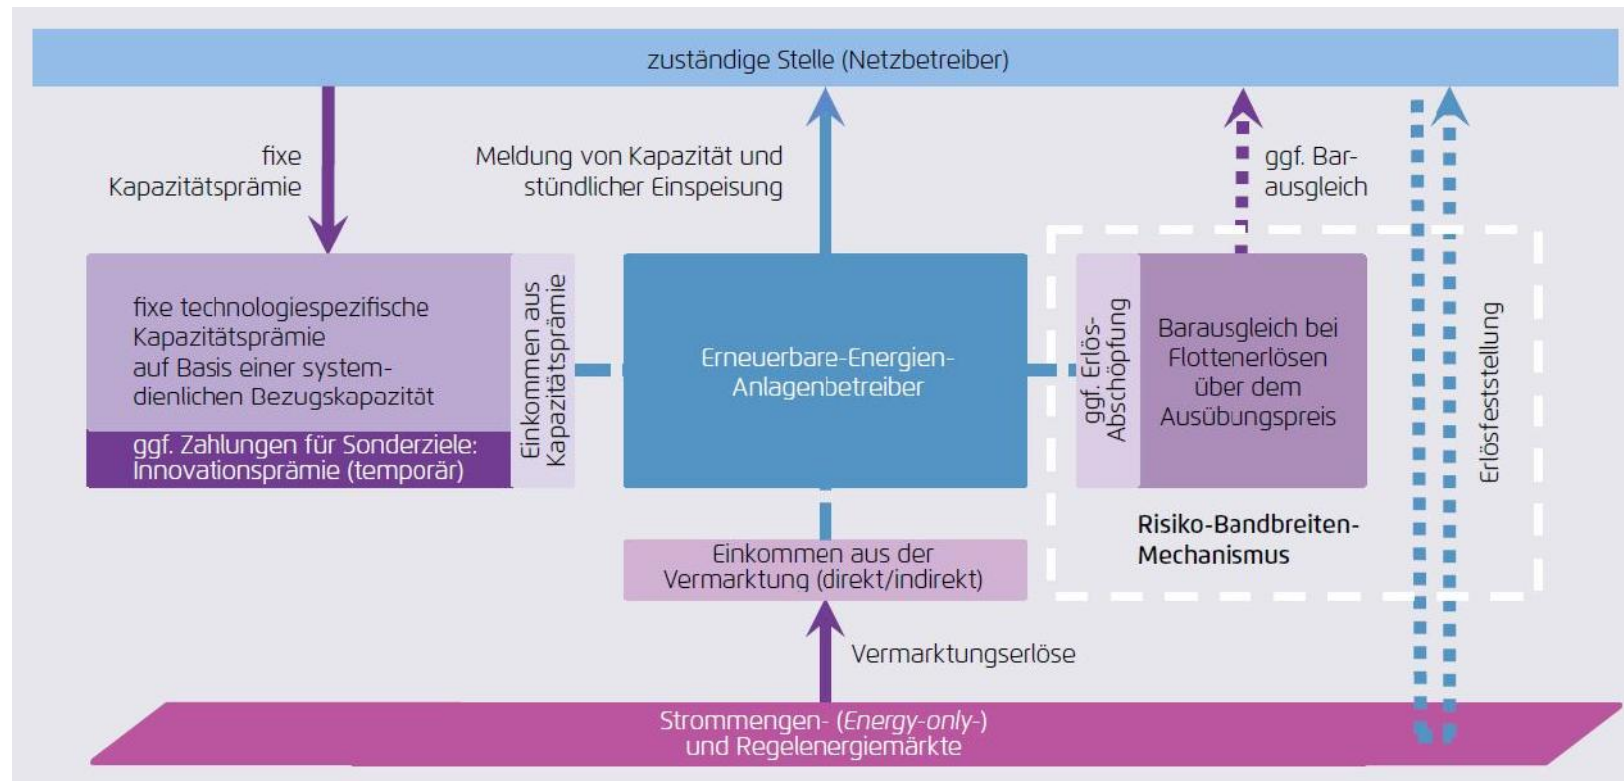 zuständige Stelle (Netzbetreiber)
fixe
Kapazitätsprämie
Meldung von Kapazität und
stündlicher Einspeisung
ggf. Bar-
ausgleich
fixe technologiespezifische
Kapazitätsprämie
auf Basis einer system-
dienlichen Bezugskapazität
ggf. Zahlungen für Sonderziele:
Innovationsprämie (temporär)
Einkommen aus
Kapazitätsprämie
Erneuerbare-Energien-
Anlagenbetreiber
ggf. Erlös-
Abschöpfung
Barausgleich bei
Flottenerlösen
über dem
Ausübungspreis
Erlösfeststellung
Risiko-Bandbreiten-
Mechanismus
Einkommen aus der
Vermarktung (direkt/indirekt)
Vermarktungserlöse
Strommengen- (Energy-only-)
und Regelenergiemärkte